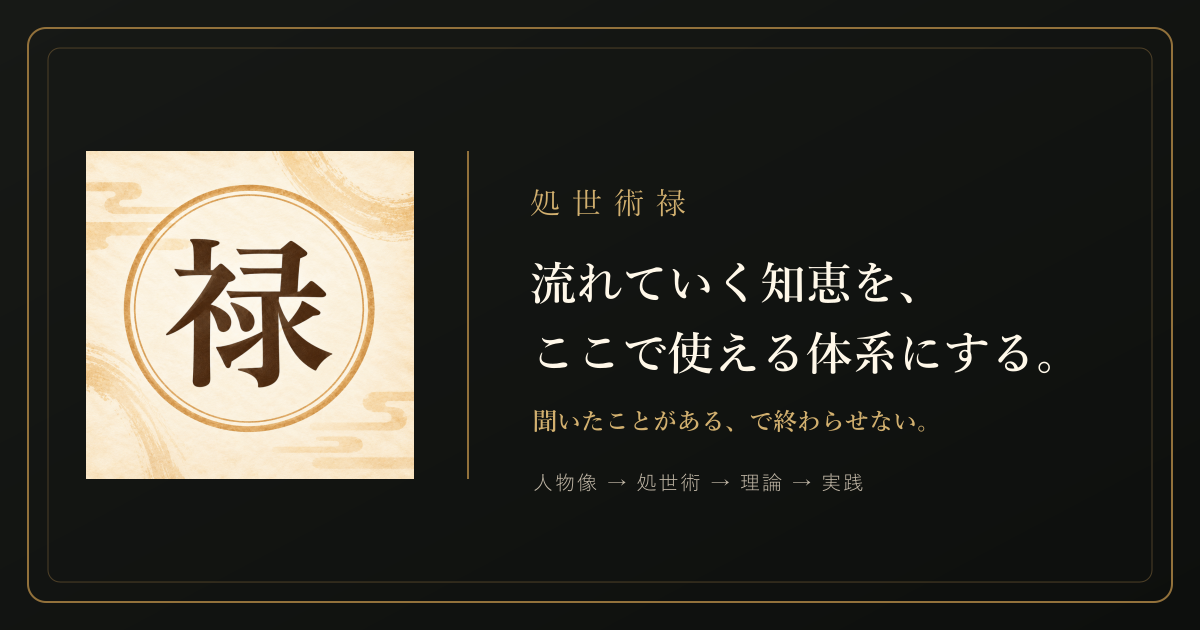 禄
処世術禄
流れていく知恵を、
ここで使える体系にする。
聞いたことがある、で終わらせない。
人物像 → 処世術 → 理論 → 実践